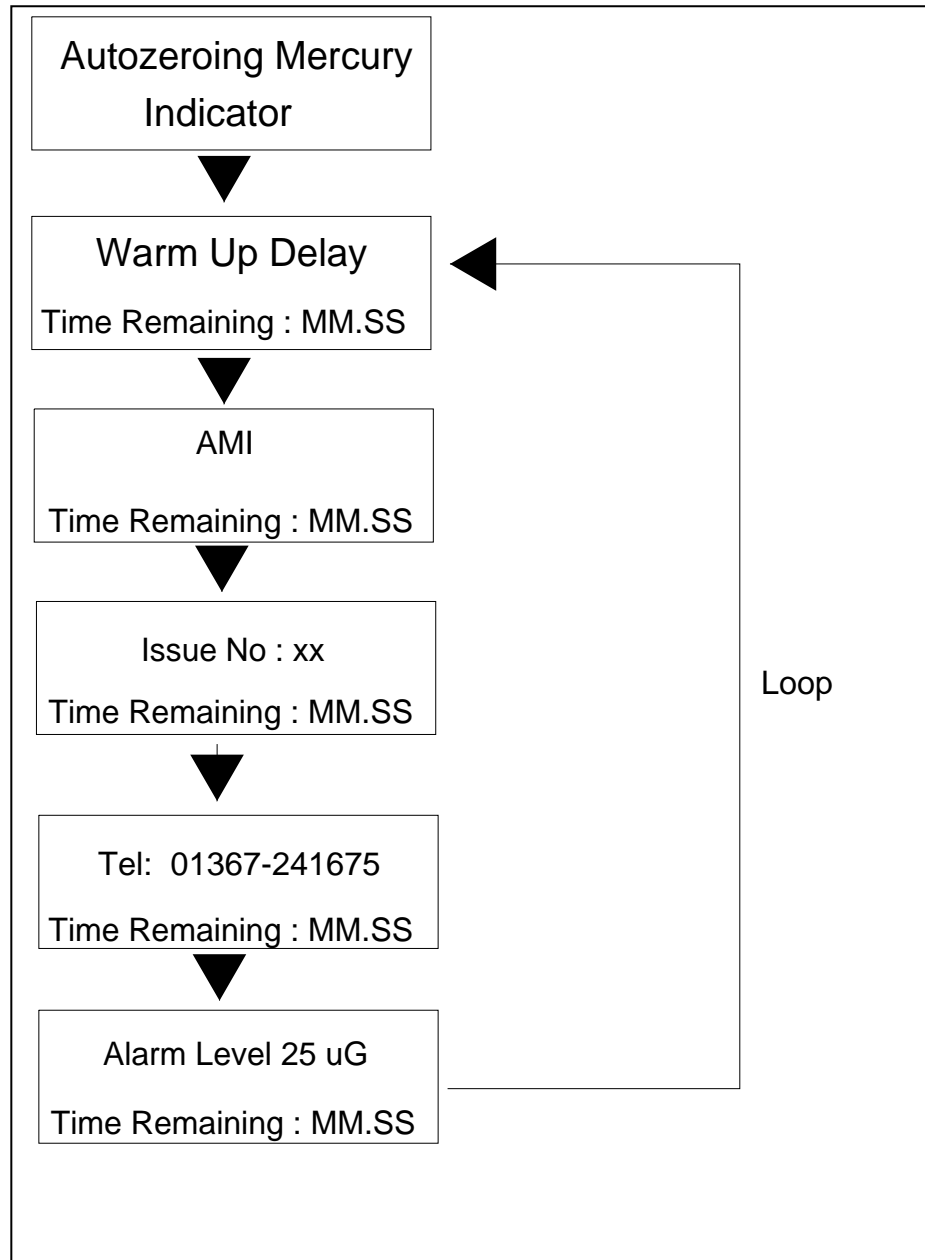 Autozeroing Mercury
Indicator
Warm Up Delay
Time Remaining : MM.SS
AMI
Time Remaining : MM.SS
Issue No : xx
Time Remaining : MM.SS
Loop
Tel: 01367-241675
Time Remaining : MM.SS
Alarm Level 25 uG
Time Remaining : MM.SS